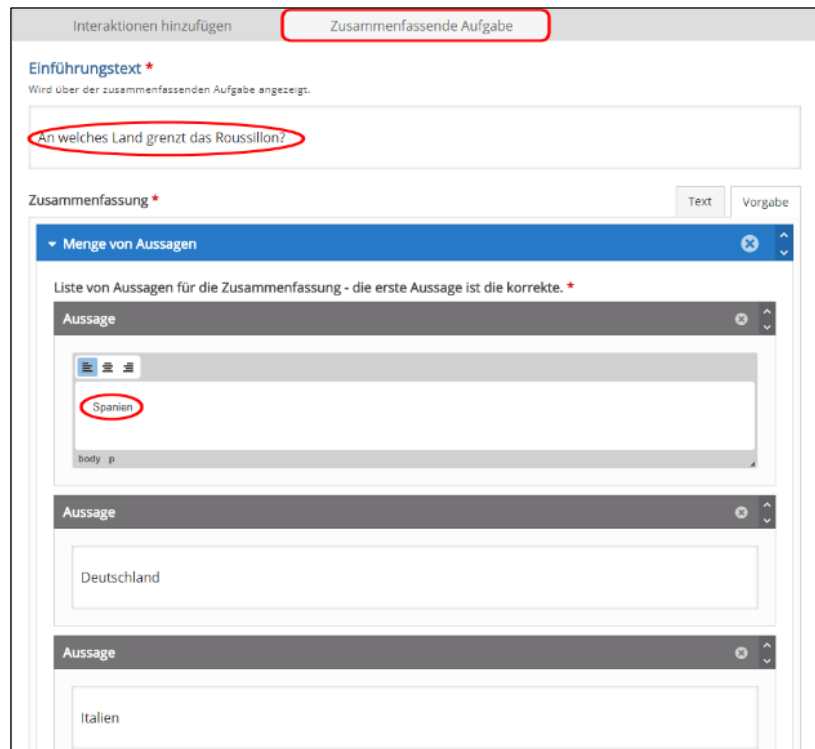 Interaktionen hinzufügen Zusammenfassende Aufgabe
Einführungstext *
Wird über der zusammenfassenden Aufgabe angezeigt.
An welches Land grenzt das Roussillon?
Zusammenfassung * Text Vorgabe
Menge von Aussagen
Liste von Aussagen für die Zusammenfassung - die erste Aussage ist die korrekte. *
Aussage
Spanien
body p
Aussage
Deutschland
Aussage
Italien